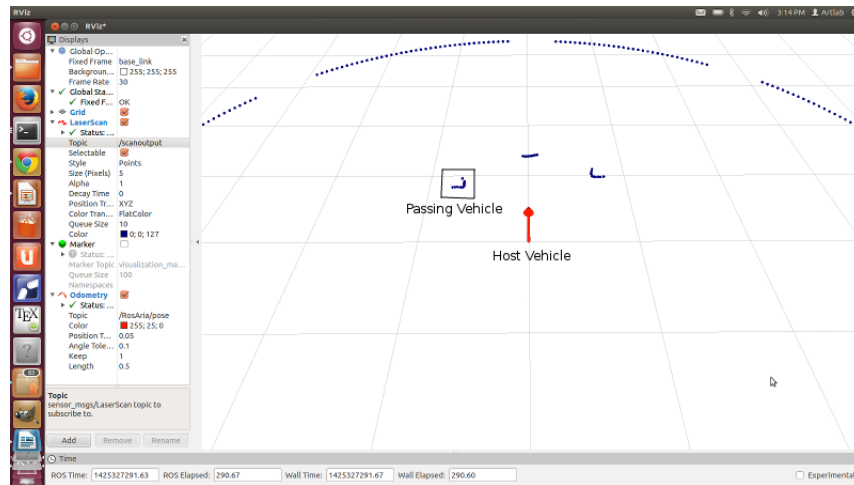 RViz
3:14 PM Artlab
RViz*
Displays
Global Op...
Fixed Frame base_link
Backgroun... 255; 255; 255
Frame Rate 30
Global Sta...
Fixed F... OK
Grid
LaserScan
Status: ...
Topic /scanoutput
Selectable
Style Points
Size (Pixels) 5
Alpha 1
Decay Time 0
Position Tr... XYZ
Color Tran... FlatColor
Queue Size 10
Color 0; 0; 127
Marker
Status: ...
Marker Topic visualization_ma...
Queue Size 100
Namespaces
Odometry
Status: ...
Topic /RosAria/pose
Color 255; 25; 0
Position T... 0.05
Angle Tole... 0.1
Keep 1
Length 0.5
Passing Vehicle
Host Vehicle
TEX
Topic
sensor_msgs/LaserScan topic to
subscribe to.
Add Remove Rename
Time
ROS Time: 1425327291.63 ROS Elapsed: 290.67 Wall Time: 1425327291.67 Wall Elapsed: 290.60 Experimental